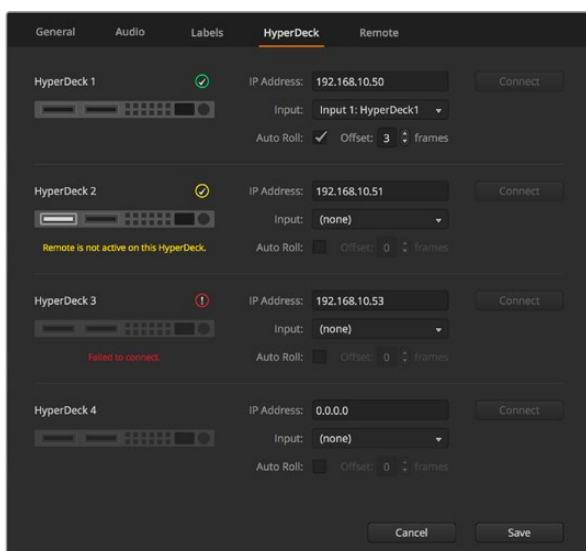 General Audio Labels HyperDeck Remote
HyperDeck 1 IP Address: 192.168.10.50 Connect
Input: Input 1: HyperDeck1
Auto Roll: Offset: 3 frames
HyperDeck 2 IP Address: 192.168.10.51 Connect
Input: (none)
Remote is not active on this HyperDeck. Auto Roll: Offset: 0 frames
HyperDeck 3 IP Address: 192.168.10.53 Connect
Input: (none)
Failed to connect. Auto Roll: Offset: 0 frames
HyperDeck 4 IP Address: 0.0.0.0 Connect
Input: (none)
Auto Roll: Offset: 0 frames
Cancel Save